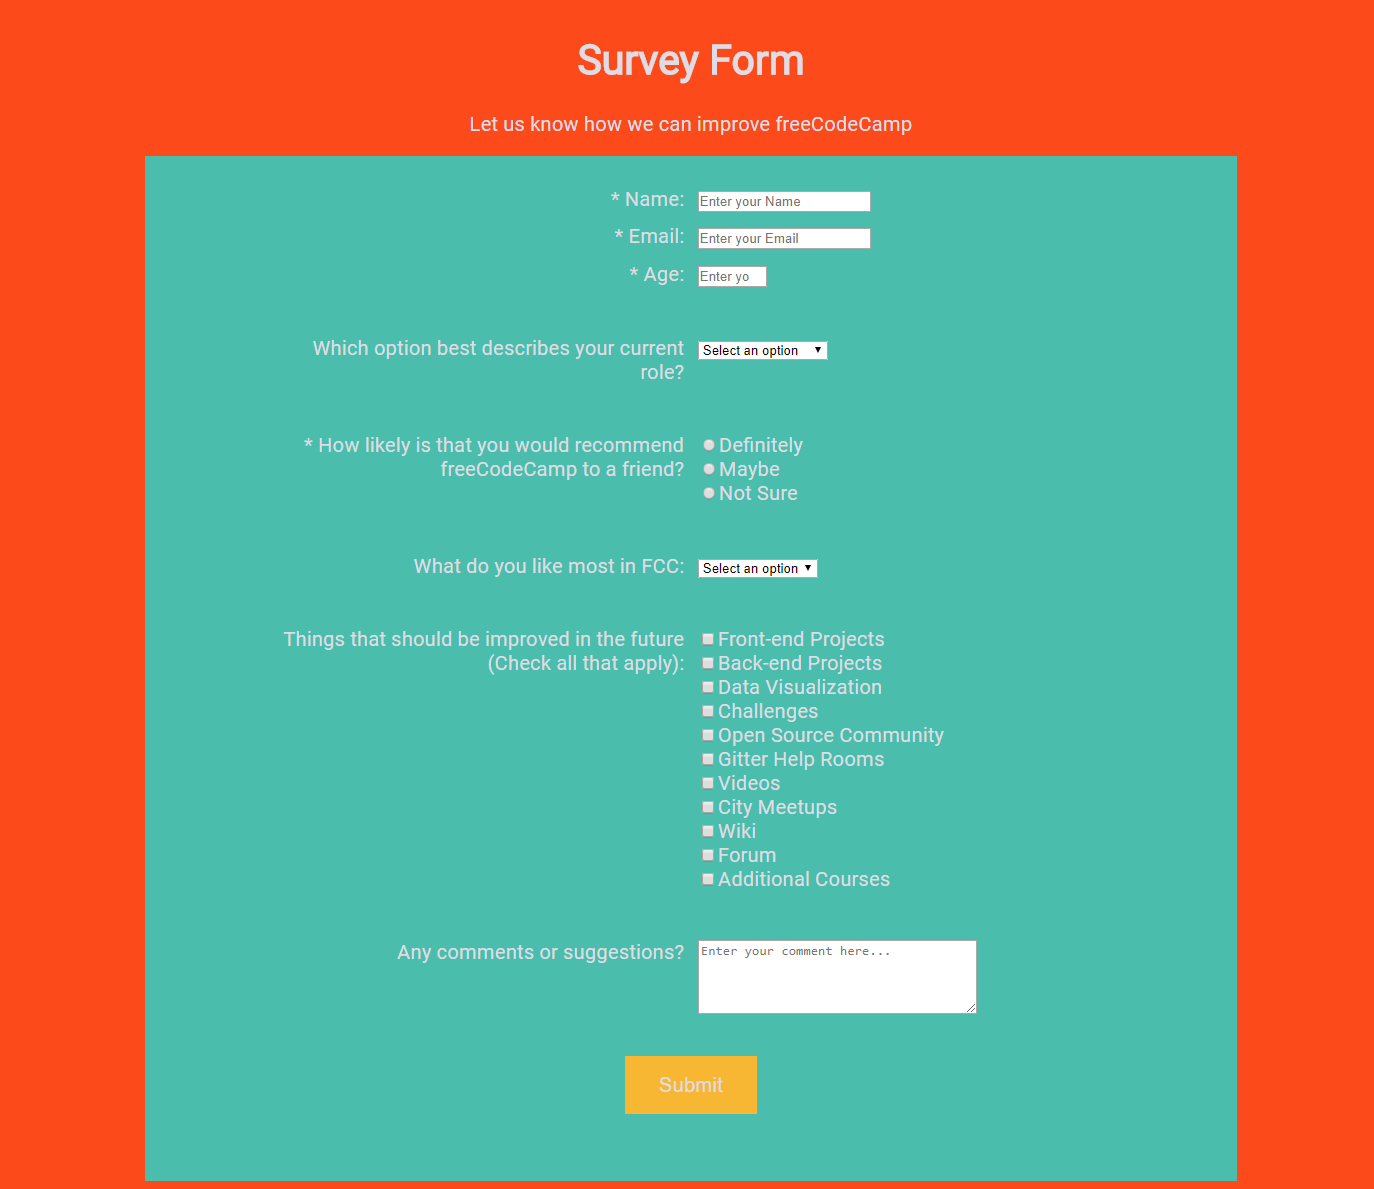 Survey Form
Let us know how we can improve freeCodeCamp
* Name: Enter your Name
* Email: Enter your Email
* Age: Enter yo
Which option best describes your current
role?
Select an option
* How likely is that you would recommend
freeCodeCamp to a friend?
Definitely
Maybe
Not Sure
What do you like most in FCC: Select an option
Things that should be improved in the future
(Check all that apply):
Front-end Projects
Back-end Projects
Data Visualization
Challenges
Open Source Community
Gitter Help Rooms
Videos
City Meetups
Wiki
Forum
Additional Courses
Any comments or suggestions? Enter your comment here...
Submit